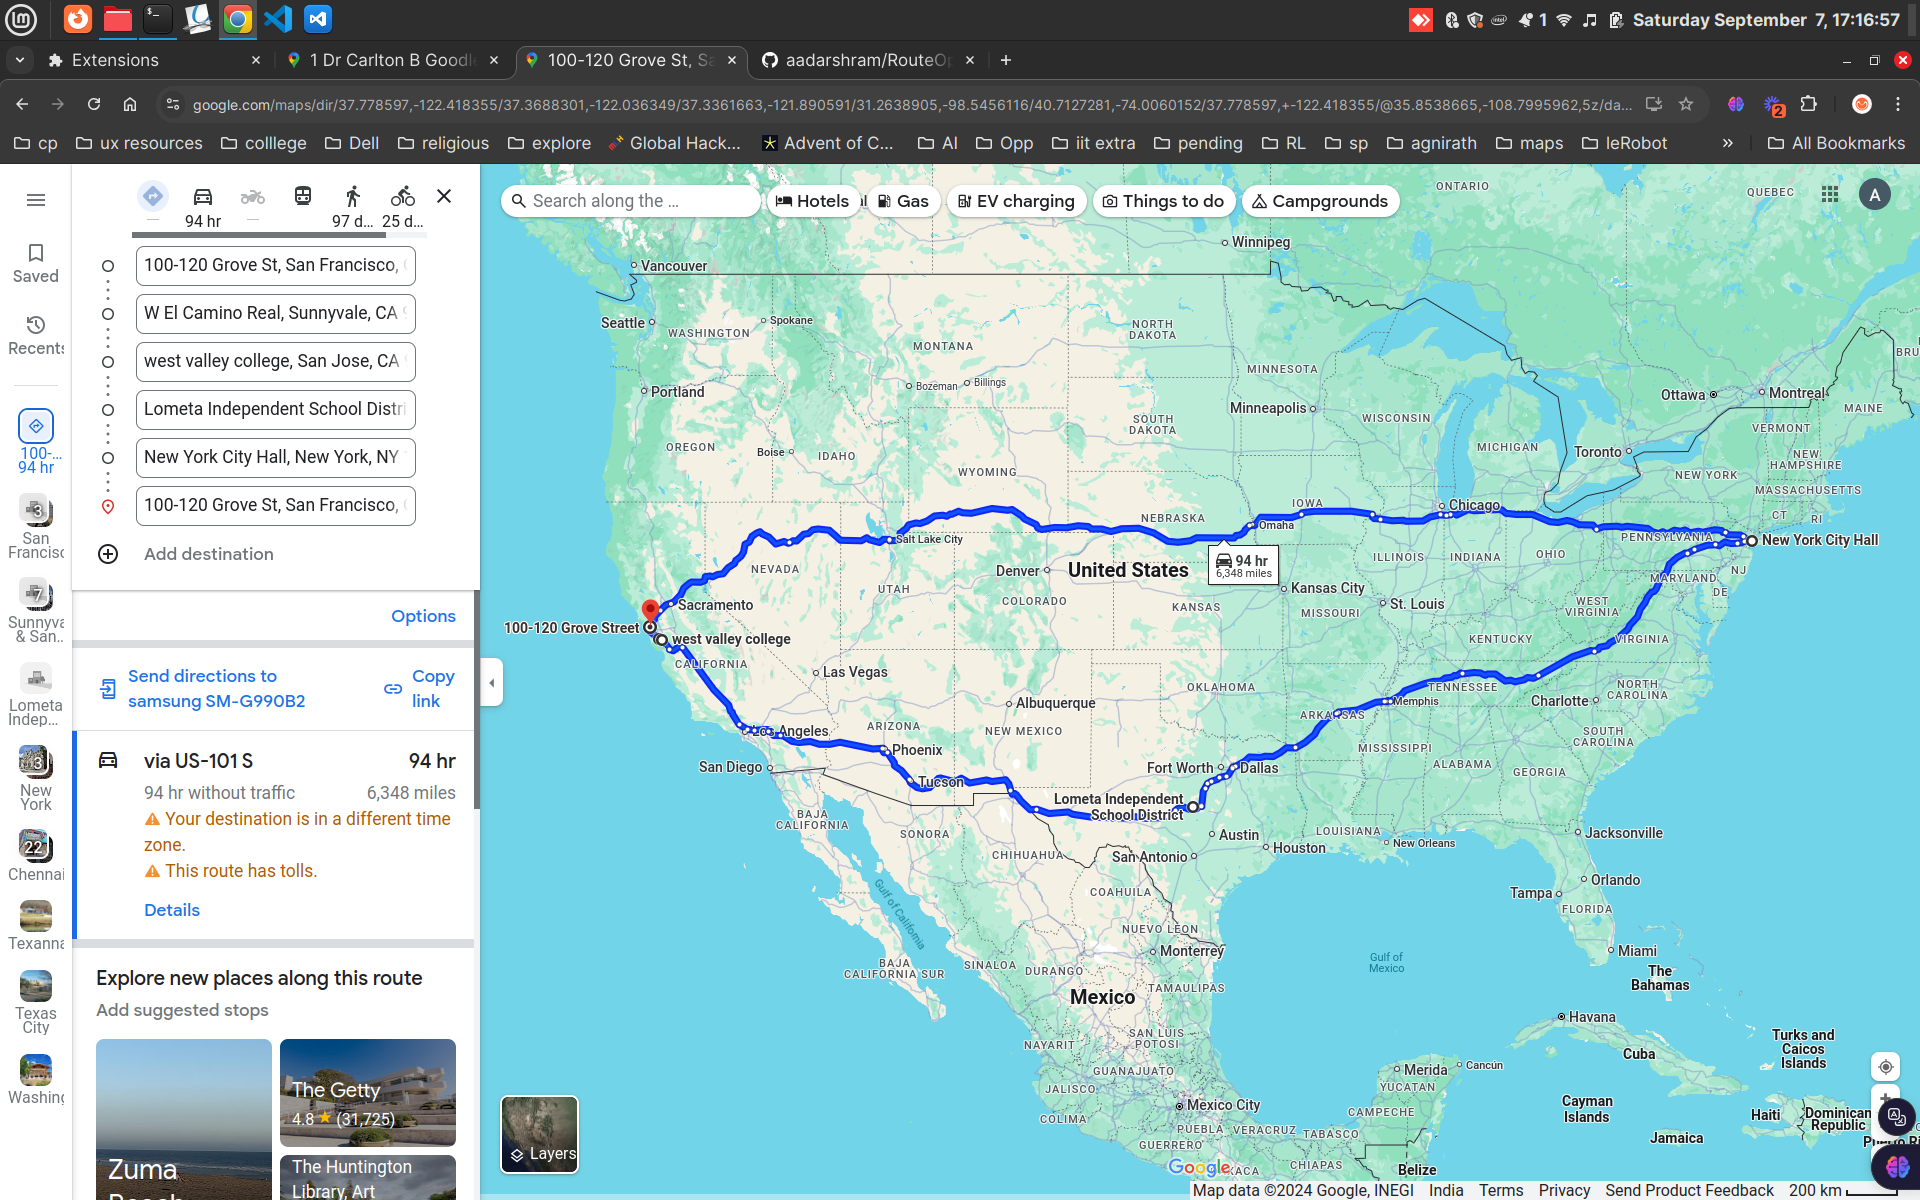 Saturday September 7, 17:16:57
1
Extensions
1 Dr Carlton B Goodl
100-120 Grove St, Sa
aadarshram/RouteOp
google.com/maps/dir/37.778597,-122.418355/37.3688301,-122.036349/37.3361663,-121.890591/31.2638905,-98.5456116/40.7127281,-74.0060152/37.778597,+-122.418355/@35.8538665,-108.7995962,5z/da...
2
cp
ux resources
colllege
Dell
religious
explore
Global Hack...
Advent of C...
AI
Opp
iit extra
pending
RL
sp
agnirath
maps
leRobot
All Bookmarks
94 hr
97 d...
25 d...
Saved
Recents
100-...
94 hr
3
San
Francisc
7
Sunnyva
& San..
Lometa
Indep...
3
New
York
22
Chennai
Texanna
Texas
City
Washing
100-120 Grove St, San Francisco,
W El Camino Real, Sunnyvale, CA
west valley college, San Jose, CA
Lometa Independent School Distri
New York City Hall, New York, NY
100-120 Grove St, San Francisco,
Add destination
Options
Send directions to
samsung SM-G990B2
Copy
link
via US-101 S
94 hr
94 hr without traffic
6,348 miles
Your destination is in a different time
zone.
This route has tolls.
Details
Explore new places along this route
Add suggested stops
Zuma
The Getty
4.8 ★ (31,725)
The Huntington
Library, Art
Search along the ...
Hotels
Gas
EV charging
Things to do
Campgrounds
A
ONTARIO
QUEBEC
Winnipeg
Vancouver
Seattle
Spokane
WASHINGTON
NORTH
DAKOTA
MONTANA
MINNESOTA
BRU
Bozeman
Billings
Portland
Ottawa
Montreal
Minneapolis
MAINE
SOUTH
DAKOTA
WISCONSIN
VERMONT
OREGON
Boise
IDAHO
MICHIGAN
Toronto
NEW
HAMPSHIRE
WYOMING
NEW YORK
MASSACHUSETTS
IOWA
Chicago
CT
RI
NEBRASKA
Omaha
PENNSYLVANIA
New York City Hall
Salt Lake City
94 hr
6,348 miles
ILLINOIS
INDIANA
OHIO
NEVADA
Denver
United States
NJ
MARYLAND
DE
UTAH
COLORADO
Kansas City
KANSAS
MISSOURI
St. Louis
WEST
VIRGINIA
Sacramento
100-120 Grove Street
west valley college
KENTUCKY
VIRGINIA
CALIFORNIA
Las Vegas
OKLAHOMA
TENNESSEE
NORTH
CAROLINA
Albuquerque
Memphis
Charlotte
ARKANSAS
Los Angeles
ARIZONA
NEW MEXICO
SOUTH
CAROLINA
Phoenix
MISSISSIPPI
ALABAMA
GEORGIA
San Diego
Fort Worth
Dallas
Tucson
Lometa Independent
School District
BAJA
CALIFORNIA
SONORA
Austin
LOUISIANA
Jacksonville
CHIHUAHUA
San Antonio
Houston
New Orleans
COAHUILA
Orlando
Tampa
FLORIDA
Gulf of California
NUEVO LEON
Monterrey
Miami
BAJA
CALIFORNIA SUR
SINALOA
DURANGO
Gulf of
Mexico
The
Bahamas
Mexico
TAMAULIPAS
Havana
SAN LUIS
POTOSI
NAYARIT
Cuba
Turks and
Caicos
Islands
GUANAJUATO
Merida
Cancún
JALISCO
YUCATAN
Mexico City
COLIMA
CAMPECHE
Cayman
Islands
Haiti
Dominican
Republic
PUEBLA
VERACRUZ
TABASCO
Jamaica
GUERRERO
CHIAPAS
Belize
Layers
Google
Map data ©2024 Google, INEGI
India
Terms
Privacy
Send Product Feedback
200 km